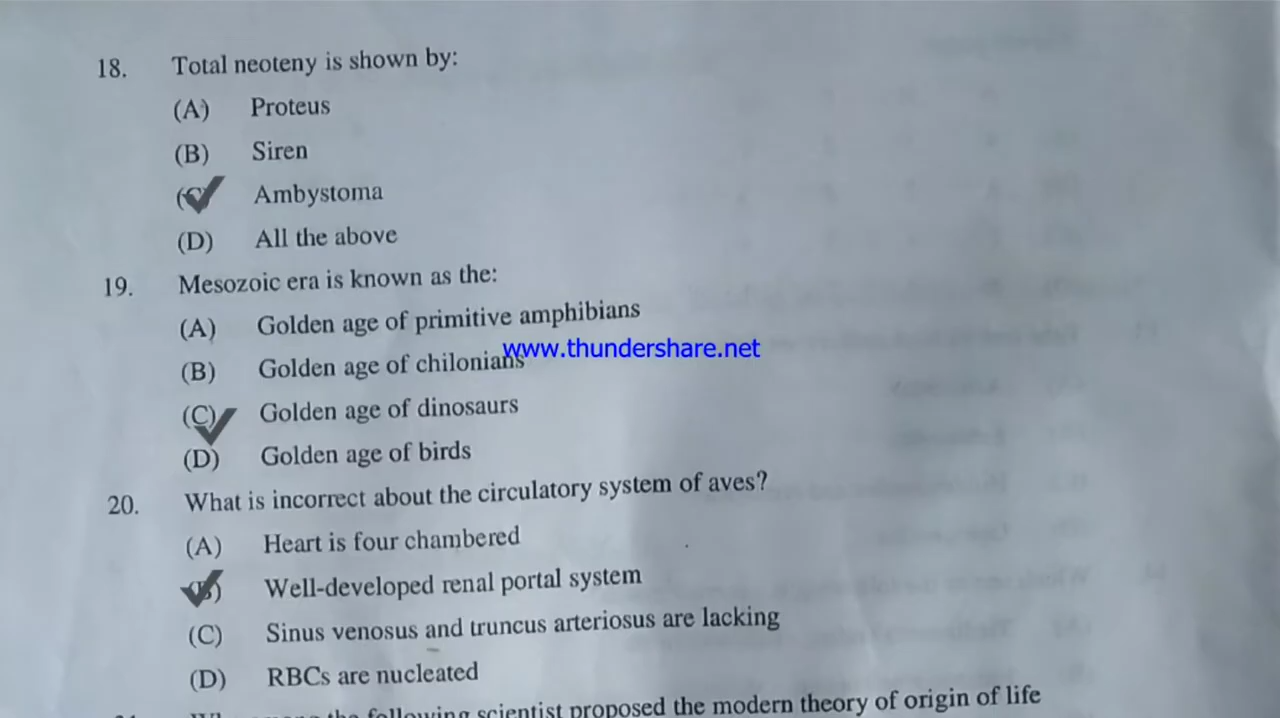 18. Total neoteny is shown by:
(A) Proteus
(B) Siren
(C) Ambystoma
(D) All the above
19. Mesozoic era is known as the:
(A) Golden age of primitive amphibians
www.thundershare.net
(B) Golden age of chilonians
(C) Golden age of dinosaurs
(D) Golden age of birds
20. What is incorrect about the circulatory system of aves?
(A) Heart is four chambered
(B) Well-developed renal portal system
(C) Sinus venosus and truncus arteriosus are lacking
(D) RBCs are nucleated
the following scientist proposed the modern theory of origin of life